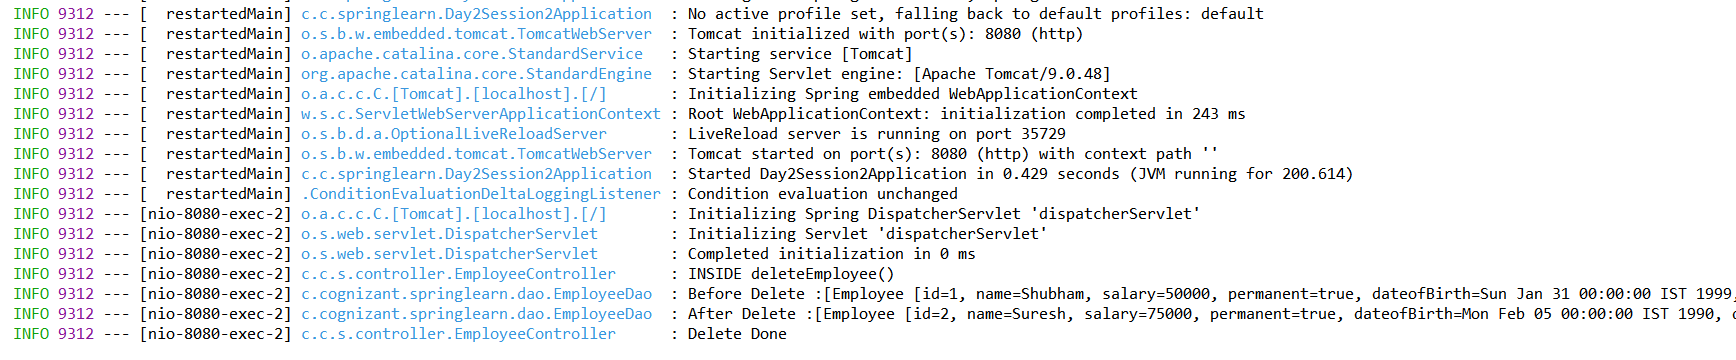 INFO 9312 --- [  restartedMain] c.c.springlearn.Day2Session2Application  : No active profile set, falling back to default profiles: default
INFO 9312 --- [  restartedMain] o.s.b.w.embedded.tomcat.TomcatWebServer  : Tomcat initialized with port(s): 8080 (http)
INFO 9312 --- [  restartedMain] o.apache.catalina.core.StandardService   : Starting service [Tomcat]
INFO 9312 --- [  restartedMain] org.apache.catalina.core.StandardEngine  : Starting Servlet engine: [Apache Tomcat/9.0.48]
INFO 9312 --- [  restartedMain] o.a.c.c.C.[Tomcat].[localhost].[/]       : Initializing Spring embedded WebApplicationContext
INFO 9312 --- [  restartedMain] w.s.c.ServletWebServerApplicationContext : Root WebApplicationContext: initialization completed in 243 ms
INFO 9312 --- [  restartedMain] o.s.b.d.a.OptionalLiveReloadServer       : LiveReload server is running on port 35729
INFO 9312 --- [  restartedMain] o.s.b.w.embedded.tomcat.TomcatWebServer  : Tomcat started on port(s): 8080 (http) with context path ''
INFO 9312 --- [  restartedMain] c.c.springlearn.Day2Session2Application  : Started Day2Session2Application in 0.429 seconds (JVM running for 200.614)
INFO 9312 --- [  restartedMain] .ConditionEvaluationDeltaLoggingListener : Condition evaluation unchanged
INFO 9312 --- [nio-8080-exec-2] o.a.c.c.C.[Tomcat].[localhost].[/]       : Initializing Spring DispatcherServlet 'dispatcherServlet'
INFO 9312 --- [nio-8080-exec-2] o.s.web.servlet.DispatcherServlet        : Initializing Servlet 'dispatcherServlet'
INFO 9312 --- [nio-8080-exec-2] o.s.web.servlet.DispatcherServlet        : Completed initialization in 0 ms
INFO 9312 --- [nio-8080-exec-2] c.c.s.controller.EmployeeController      : INSIDE deleteEmployee()
INFO 9312 --- [nio-8080-exec-2] c.cognizant.springlearn.dao.EmployeeDao  : Before Delete :[Employee [id=1, name=Shubham, salary=50000, permanent=true, dateofBirth=Sun Jan 31 00:00:00 IST 1999,
INFO 9312 --- [nio-8080-exec-2] c.cognizant.springlearn.dao.EmployeeDao  : After Delete :[Employee [id=2, name=Suresh, salary=75000, permanent=true, dateofBirth=Mon Feb 05 00:00:00 IST 1990,
INFO 9312 --- [nio-8080-exec-2] c.c.s.controller.EmployeeController      : Delete Done